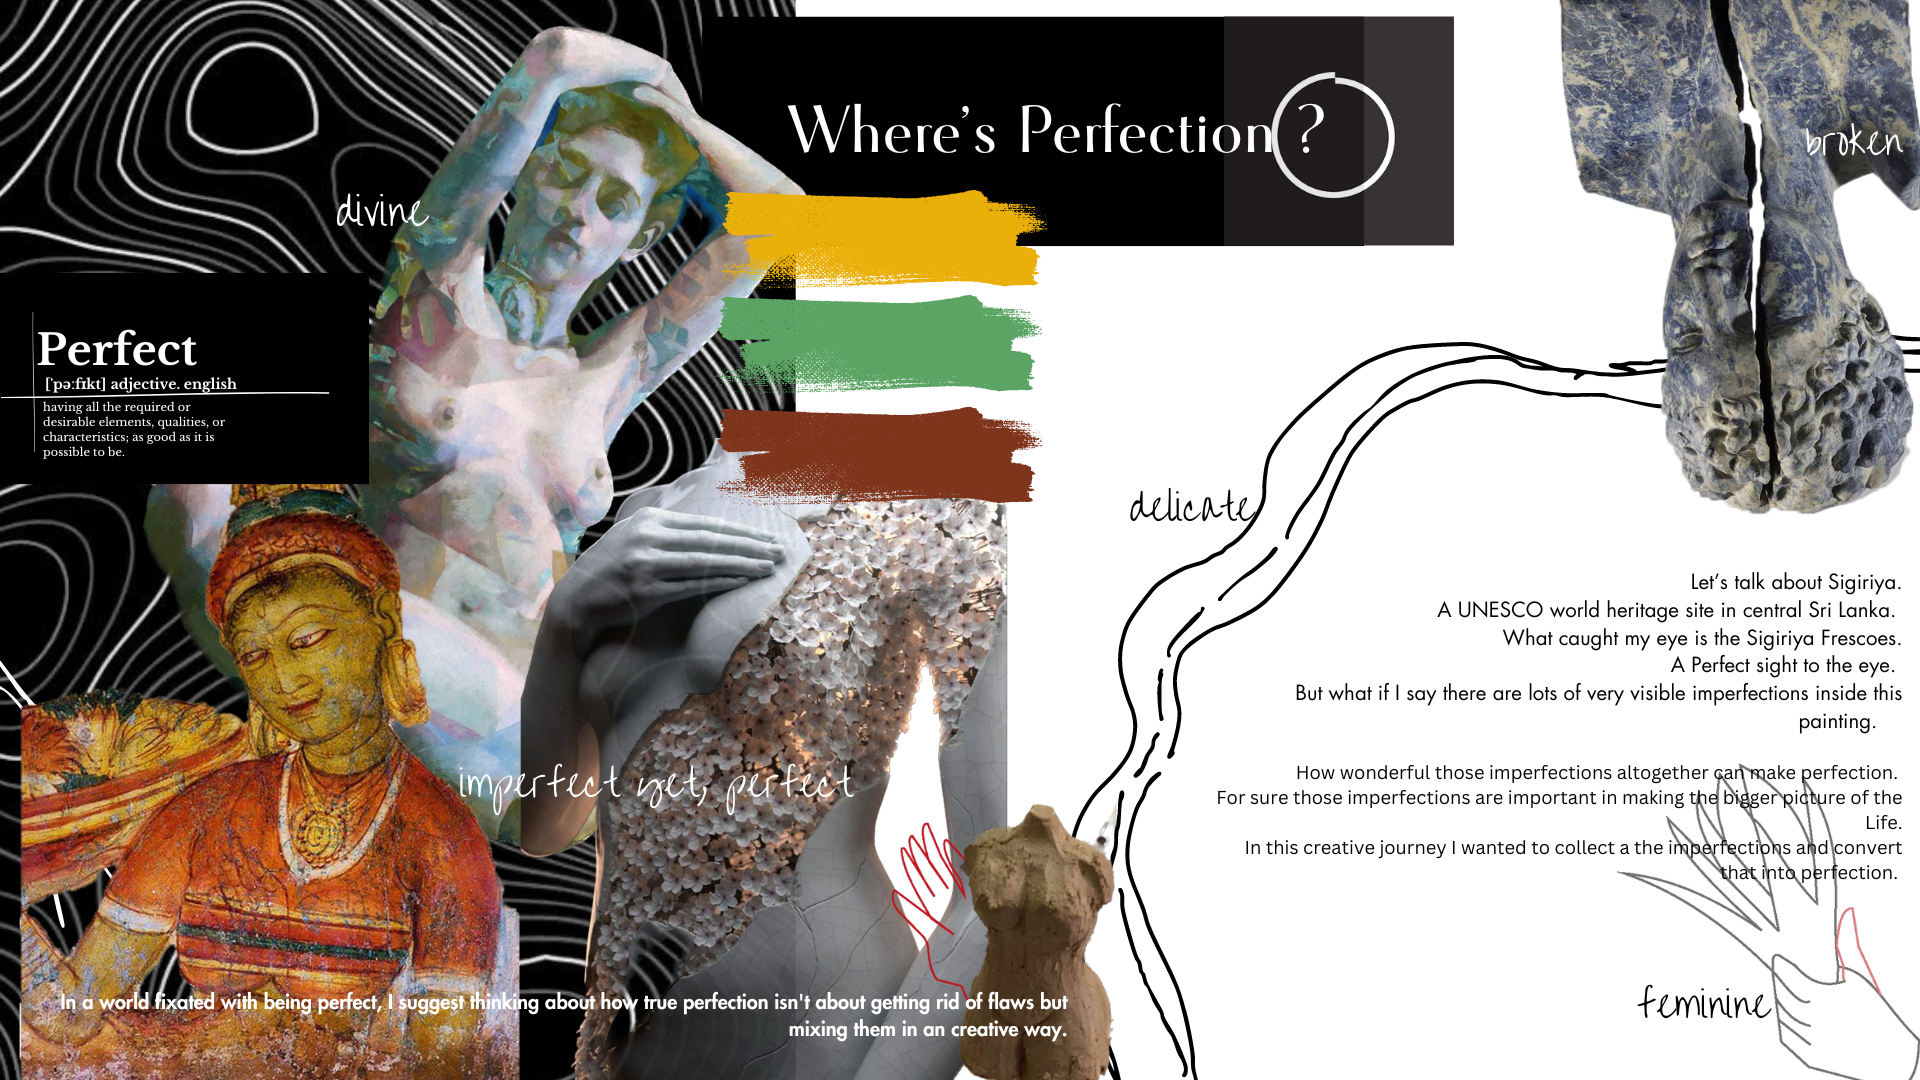 Where's Perfection ?
broken
divine
Perfect
['pə:fɪkt] adjective. english
having all the required or
desirable elements, qualities, or
characteristics; as good as it is
possible to be.
delicate
Let's talk about Sigiriya.
A UNESCO world heritage site in central Sri Lanka.
What caught my eye is the Sigiriya Frescoes.
A Perfect sight to the eye.
But what if I say there are lots of very visible imperfections inside this
painting.
How wonderful those imperfections altogether can make perfection.
For sure those imperfections are important in making the bigger picture of the
Life.
In this creative journey I wanted to collect a the imperfections and convert
that into perfection.
imperfect yet, perfect
feminine
In a world fixated with being perfect, I suggest thinking about how true perfection isn't about getting rid of flaws but
mixing them in an creative way.